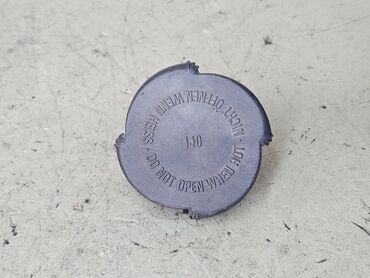 NICHT ÖFFNEN WENN HEISS · DO NOT OPEN WHEN HOT ·
140